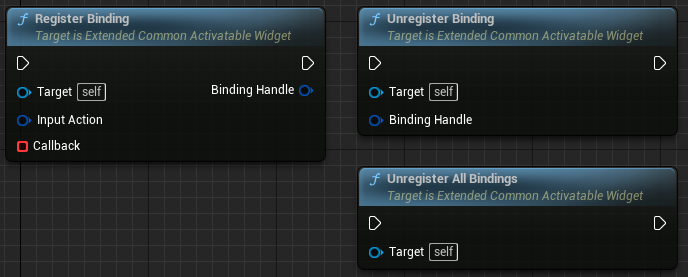 Register Binding
Target is Extended Common Activatable Widget
Target self
Binding Handle
Input Action
Callback
Unregister Binding
Target is Extended Common Activatable Widget
Target self
Binding Handle
Unregister All Bindings
Target is Extended Common Activatable Widget
Target self